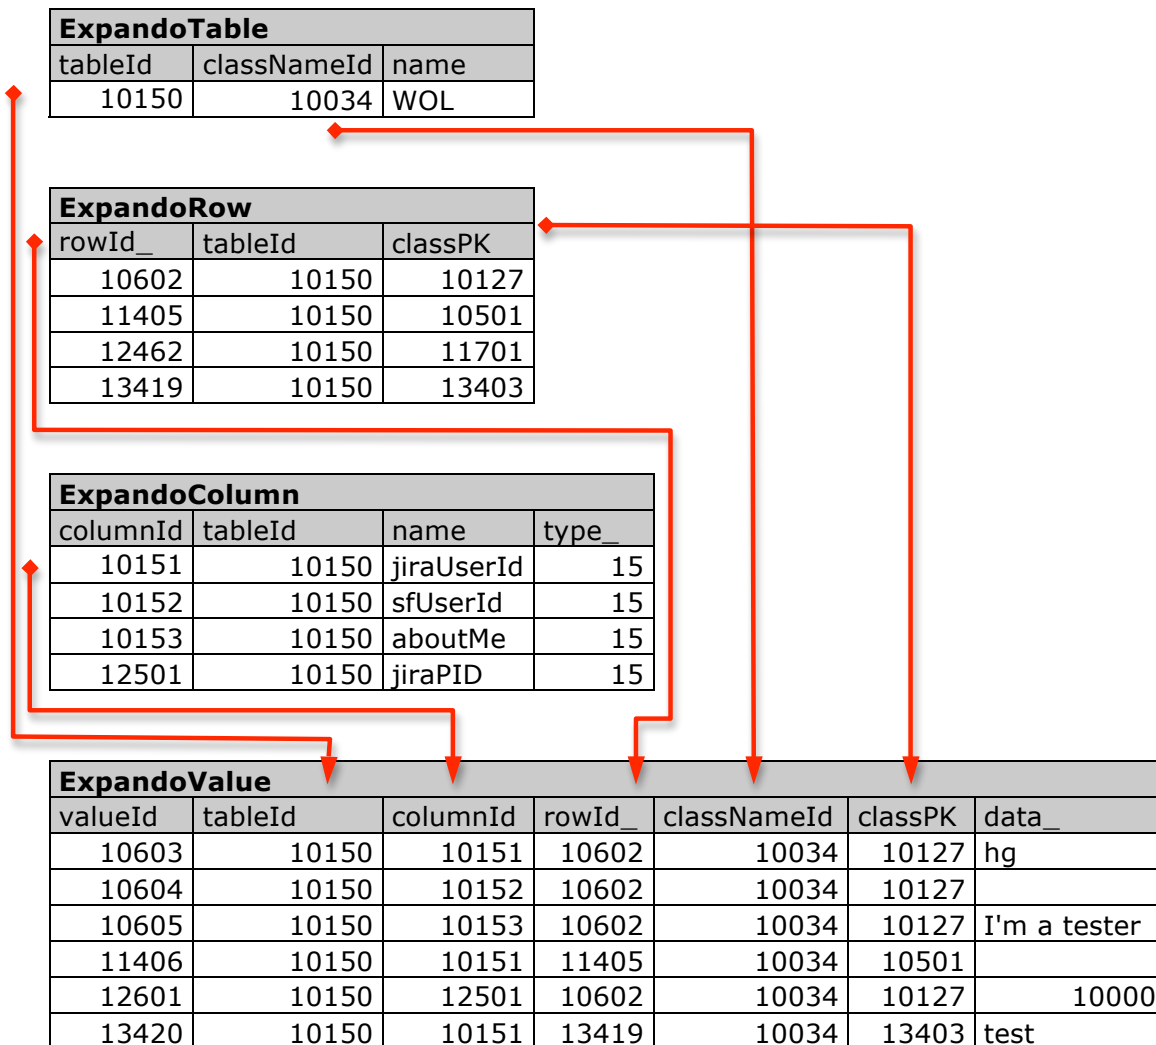 ExpandoTable
tableId classNameId name
10150 10034 WOL
ExpandoRow
rowId_ tableId classPK
10602 10150 10127
11405 10150 10501
12462 10150 11701
13419 10150 13403
ExpandoColumn
columnId tableId name type_
10151 10150 jiraUserId 15
10152 10150 sfUserId 15
10153 10150 aboutMe 15
12501 10150 jiraPID 15
ExpandoValue
valueId tableId columnId rowId_ classNameId classPK data_
10603 10150 10151 10602 10034 10127 hg
10604 10150 10152 10602 10034 10127
10605 10150 10153 10602 10034 10127 I'm a tester
11406 10150 10151 11405 10034 10501
12601 10150 12501 10602 10034 10127 10000
13420 10150 10151 13419 10034 13403 test